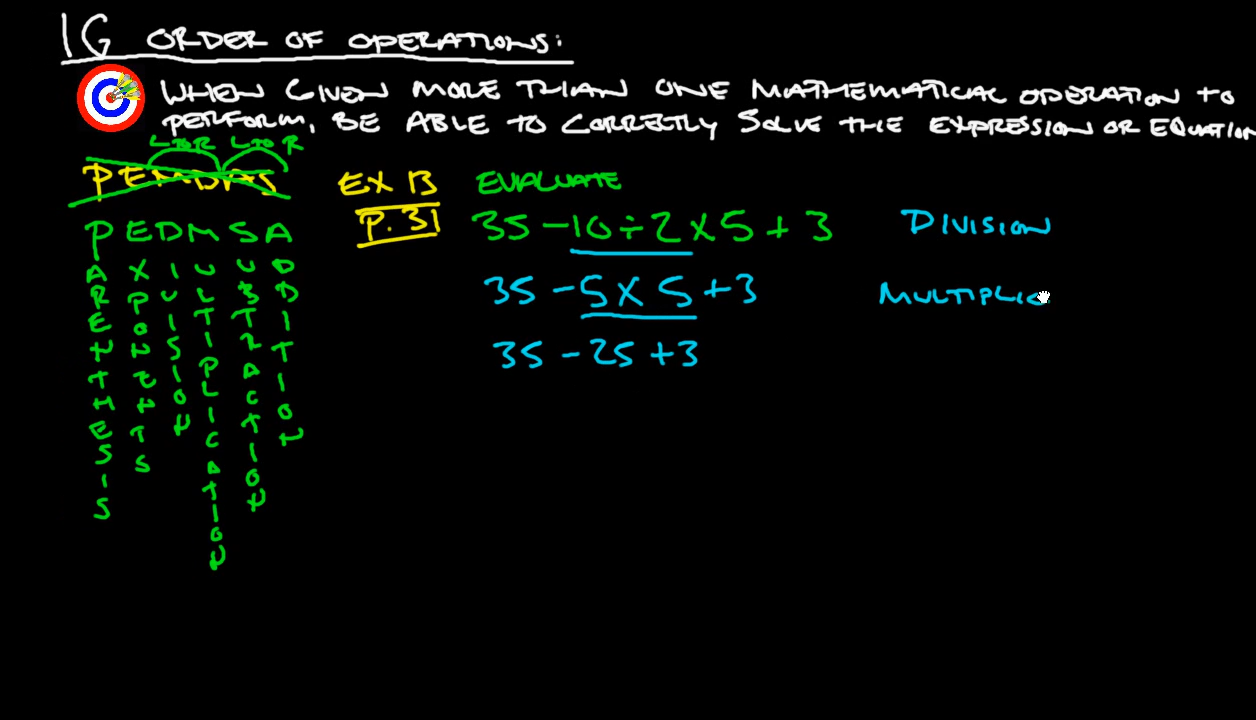 1G ORDER OF OPERATIONS:
WHEN GIVEN MORE THAN ONE MATHEMATICAL OPERATION TO
PERFORM, BE ABLE TO CORRECTLY SOLVE THE EXPRESSION OR EQUATION
L TO R L TO R
PEMDAS
EX 13 EVALUATE
P. 31 35 - 10 ÷ 2 X 5 + 3 DIVISION
35 - 5 X 5 + 3 MULTIPLIC
35 - 25 + 3
PARENTHESIS
EXPONENTS
DIVISION
MULTIPLICATION
SUBTRACTION
ADDITION